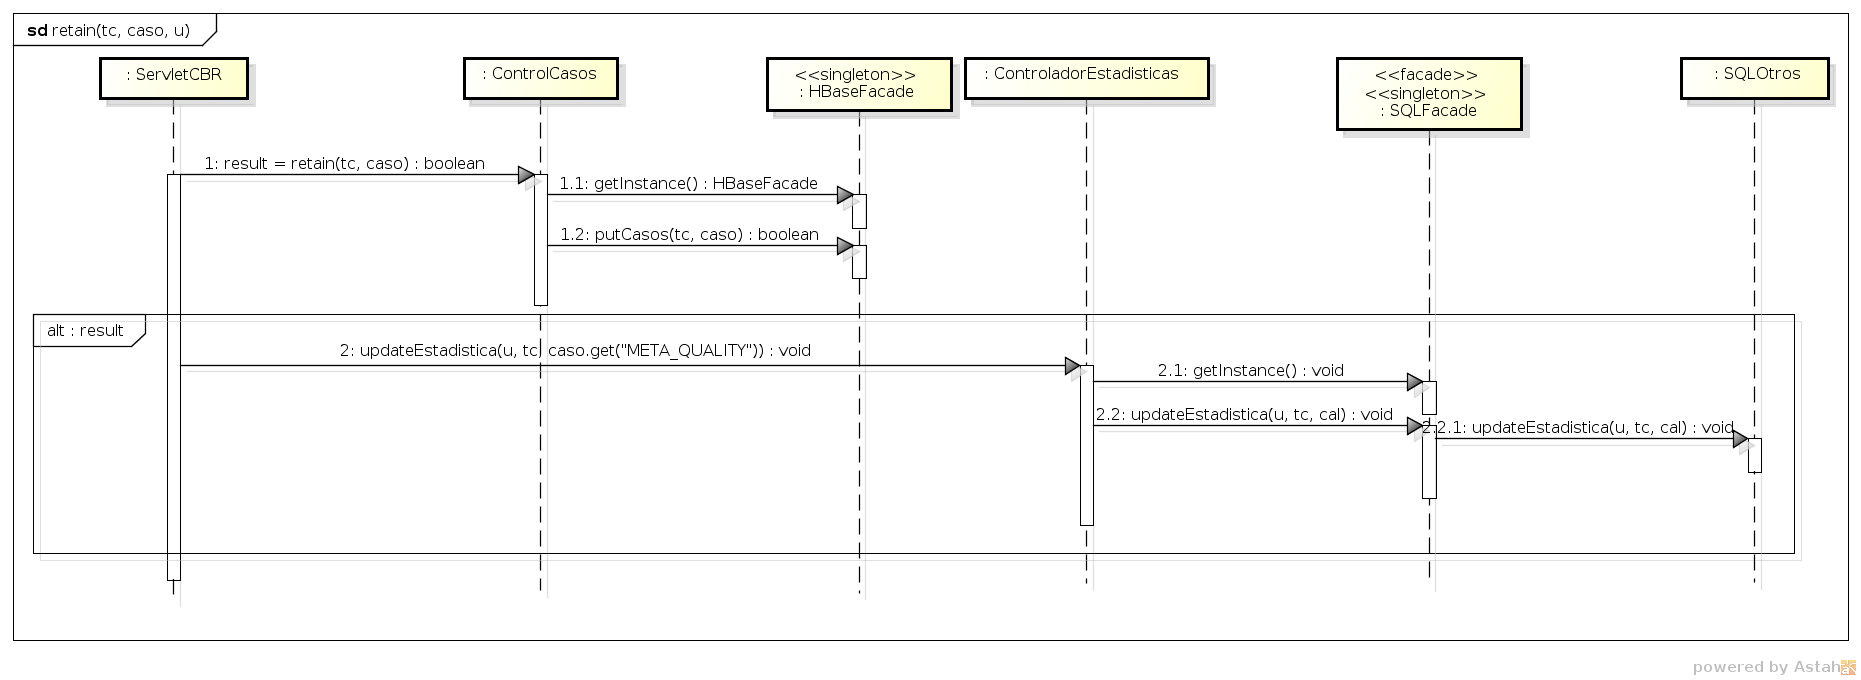 sd retain(tc, caso, u)
: ServletCBR
: ControlCasos
<<singleton>>
: HBaseFacade
: ControladorEstadisticas
<<facade>>
<<singleton>>
: SQLFacade
: SQLOtros
1: result = retain(tc, caso) : boolean
1.1: getInstance() : HBaseFacade
1.2: putCasos(tc, caso) : boolean
alt : result
2: updateEstadistica(u, tc, caso.get("META_QUALITY")) : void
2.1: getInstance() : void
2.2: updateEstadistica(u, tc, cal) : void
2.2.1: updateEstadistica(u, tc, cal) : void
powered by Astah